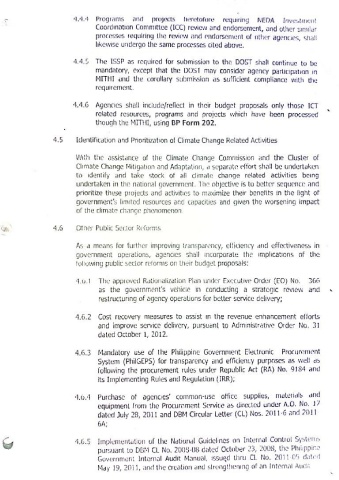 4.4.4 Programs and projects heretofore requiring NEDA Investment
Coordination Committee (ICC) review and endorsement, and other similar
processes requiring the review and endorsement of other agencies, shall
likewise undergo the same processes cited above.
4.4.5 The ISSP as required for submission to the DOST shall continue to be
mandatory, except that the DOST may consider agency participation in
MITHI and the corollary submission as sufficient compliance with the
requirement.
4.4.6 Agencies shall include/reflect in their budget proposals only those ICT
related resources, programs and projects which have been processed
though the MITHI, using BP Form 202.
4.5 Identification and Prioritization of Climate Change Related Activities
With the assistance of the Climate Change Commission and the Cluster of
Climate Change Mitigation and Adaptation, a separate effort shall be undertaken
to identify and take stock of all climate change related activities being
undertaken in the national government. The objective is to better sequence and
prioritize these projects and activities to maximize their benefits in the light of
government's limited resources and capacities and given the worsening impact
of the climate change phenomenon.
4.6 Other Public Sector Reforms
As a means for further improving transparency, efficiency and effectiveness in
government operations, agencies shall incorporate the implications of the
following public sector reforms on their budget proposals:
4.6.1 The approved Rationalization Plan under Executive Order (EO) No. 366
as the government's vehicle in conducting a strategic review and
restructuring of agency operations for better service delivery;
4.6.2 Cost recovery measures to assist in the revenue enhancement efforts
and improve service delivery, pursuant to Administrative Order No. 31
dated October 1, 2012.
4.6.3 Mandatory use of the Philippine Government Electronic Procurement
System (PhilGEPS) for transparency and efficiency purposes as well as
following the procurement rules under Republic Act (RA) No. 9184 and
its Implementing Rules and Regulation (IRR);
4.6.4 Purchase of agencies' common-use office supplies, materials and
equipment from the Procurement Service as directed under A.O. No. 17
dated July 28, 2011 and DBM Circular Letter (CL) Nos. 2011-6 and 2011-
6A;
4.6.5 Implementation of the National Guidelines on Internal Control Systems
pursuant to DBM CL No. 2008-08 dated October 23, 2008, the Philippine
Government Internal Audit Manual, issued thru CL No. 2011-05 dated
May 19, 2011, and the creation and strengthening of an Internal Audit